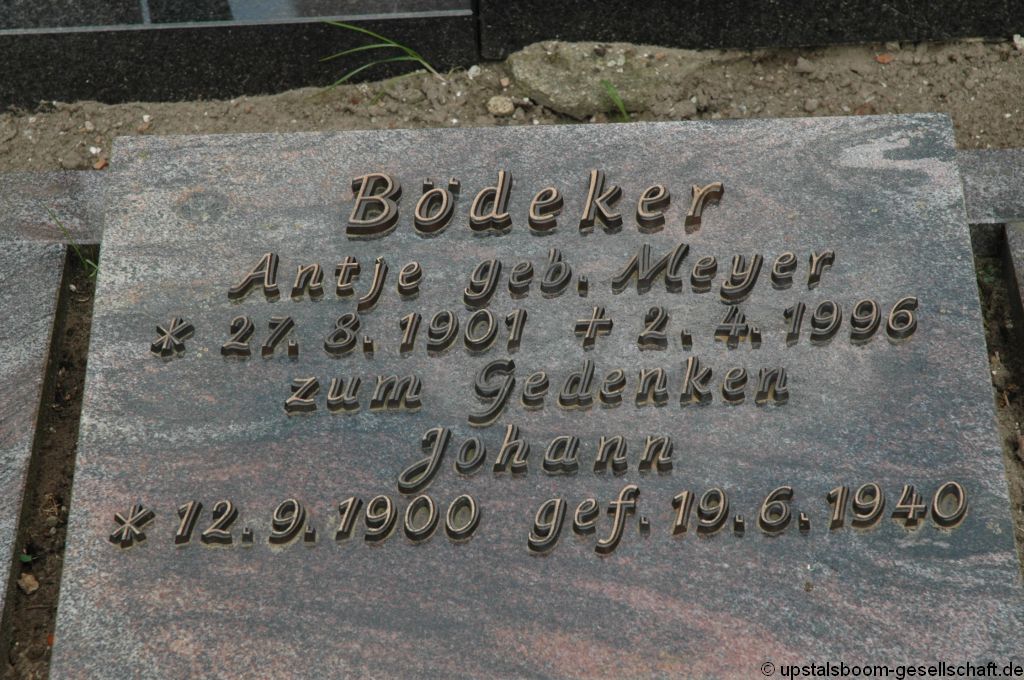 Bödeker
Antje geb. Meyer
* 27. 8. 1901 + 2. 4. 1996
zum Gedenken
Johann
* 12. 9. 1900 gef. 19. 6. 1940
© upstalsboom-gesellschaft.de